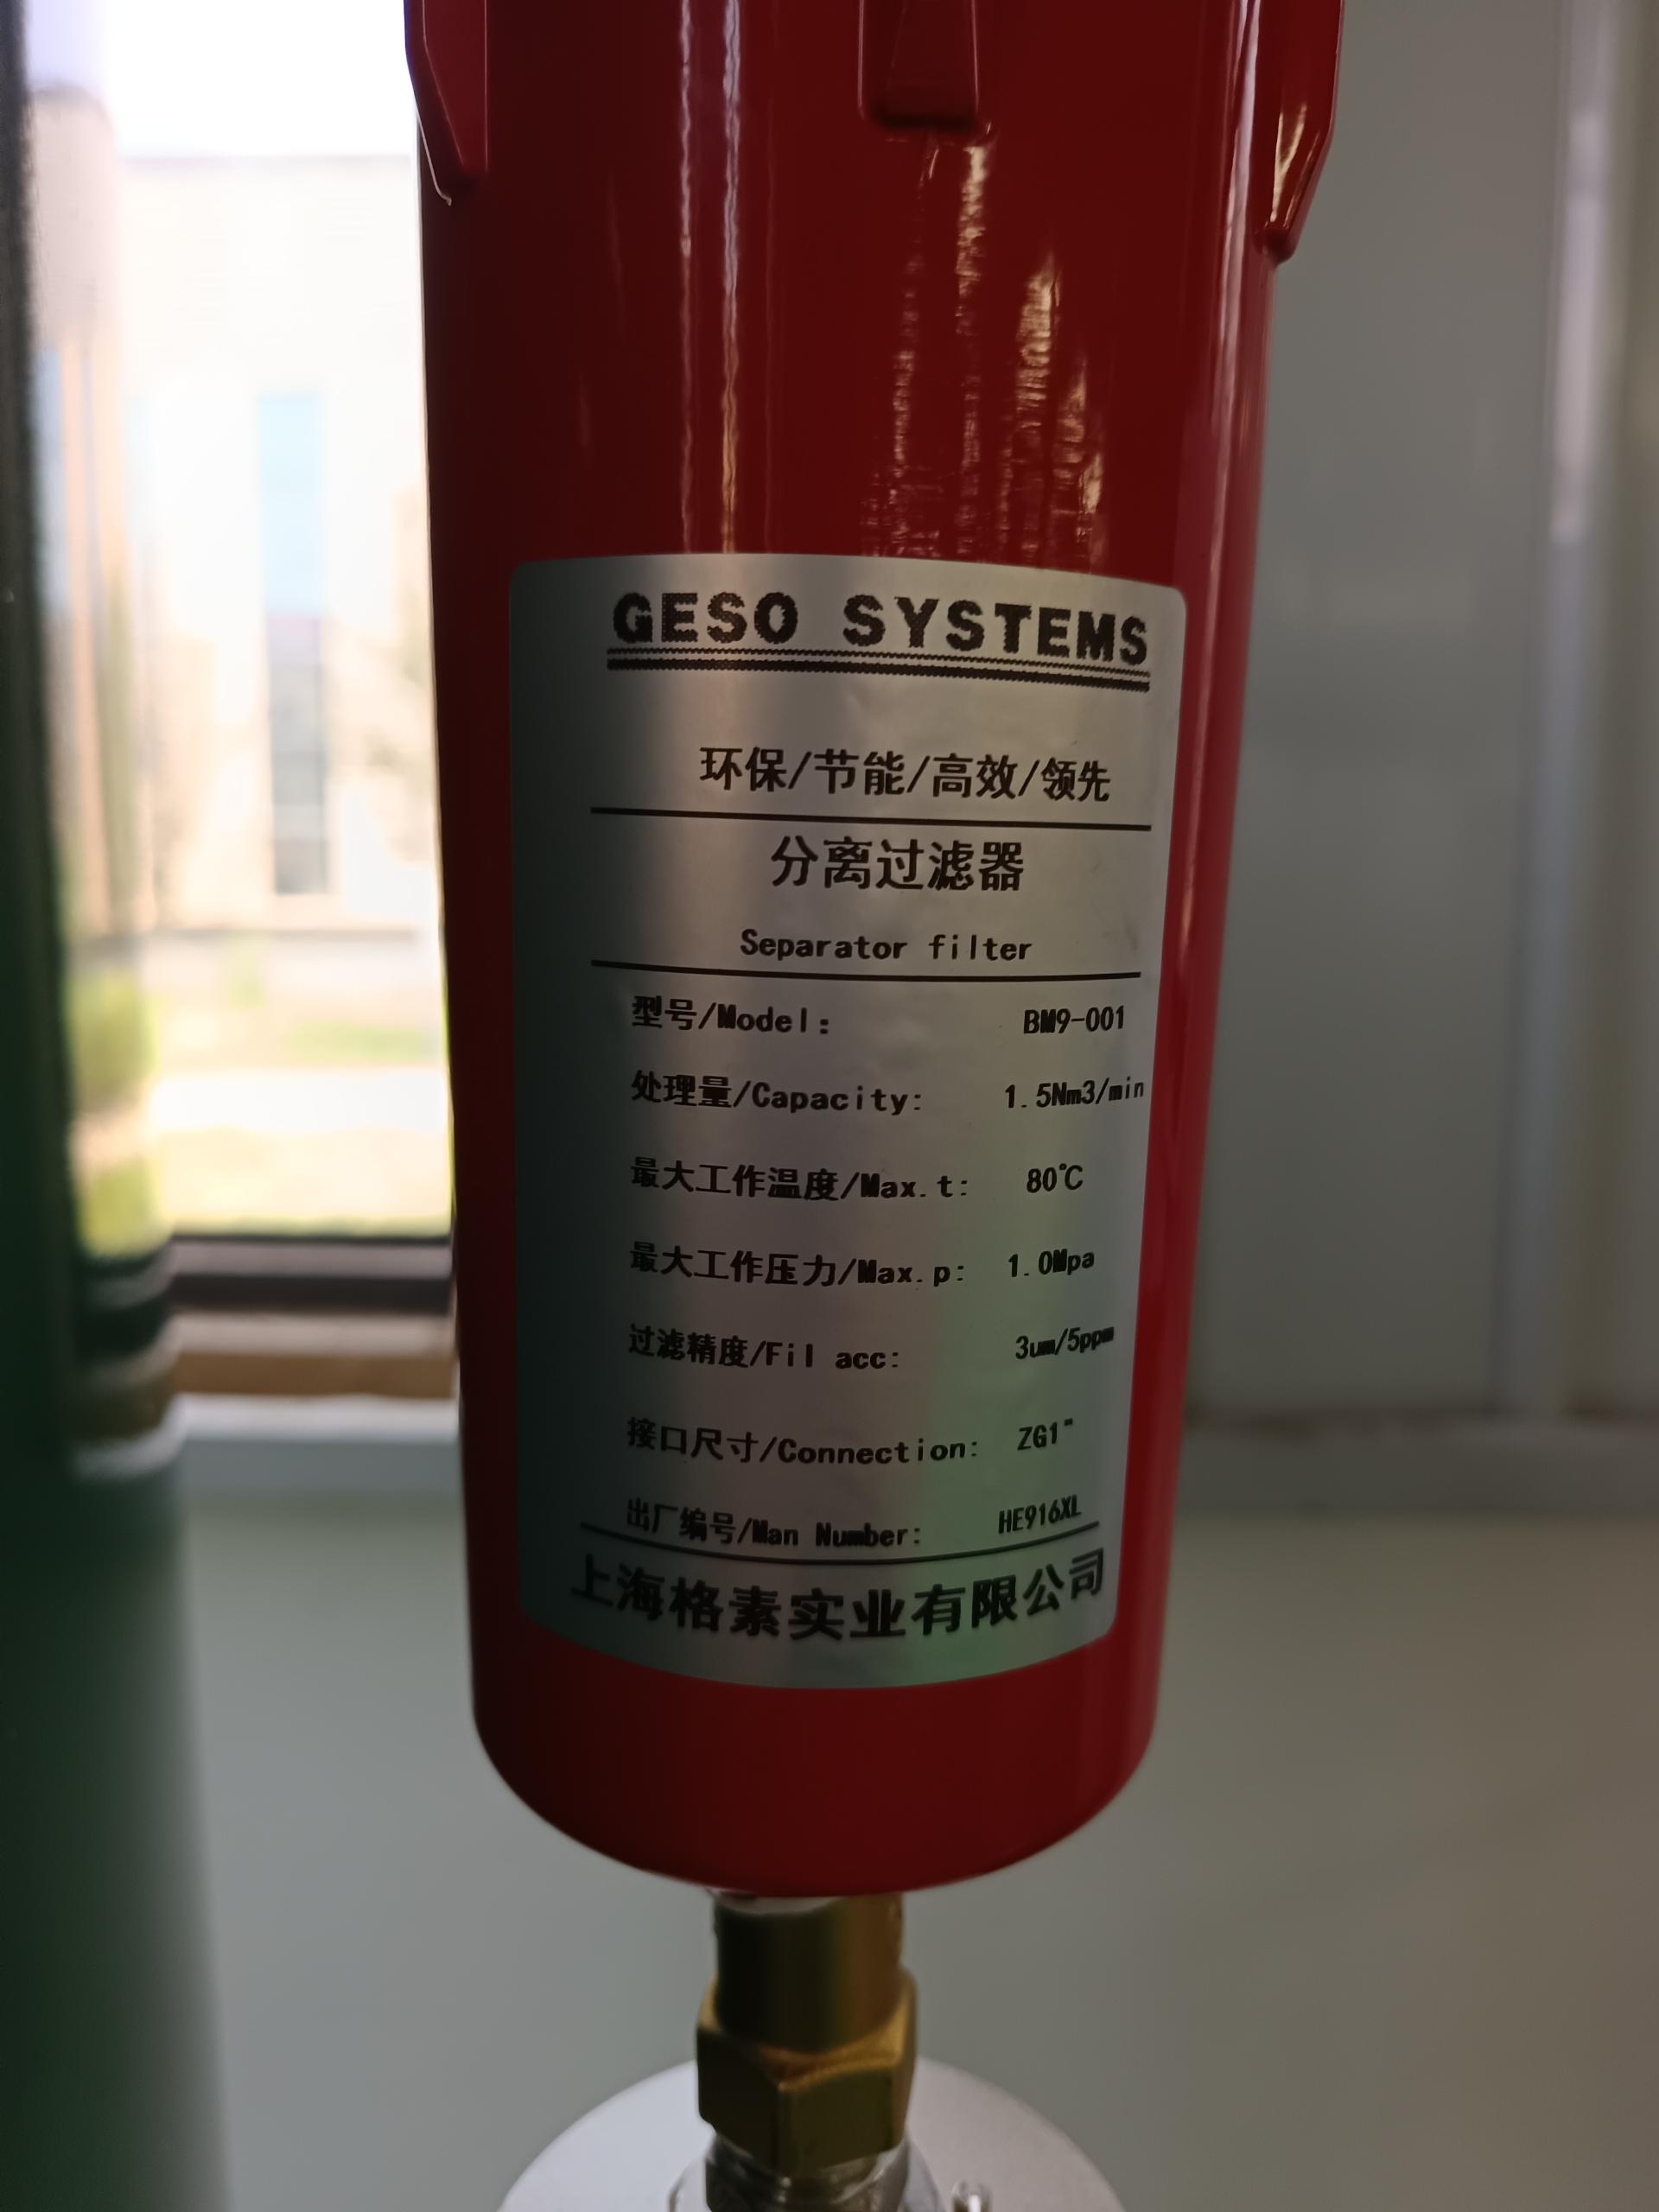 GESO SYSTEMS
环保/节能/高效/领先
分离过滤器
Separator filter
型号/Model: BM9-001
处理量/Capacity: 1.5Nm3/min
最大工作温度/Max.t: 80℃
最大工作压力/Max.p: 1.0Mpa
过滤精度/Fil acc: 3um/5ppm
接口尺寸/Connection: ZG1"
出厂编号/Man Number: HE916XL
上海格素实业有限公司